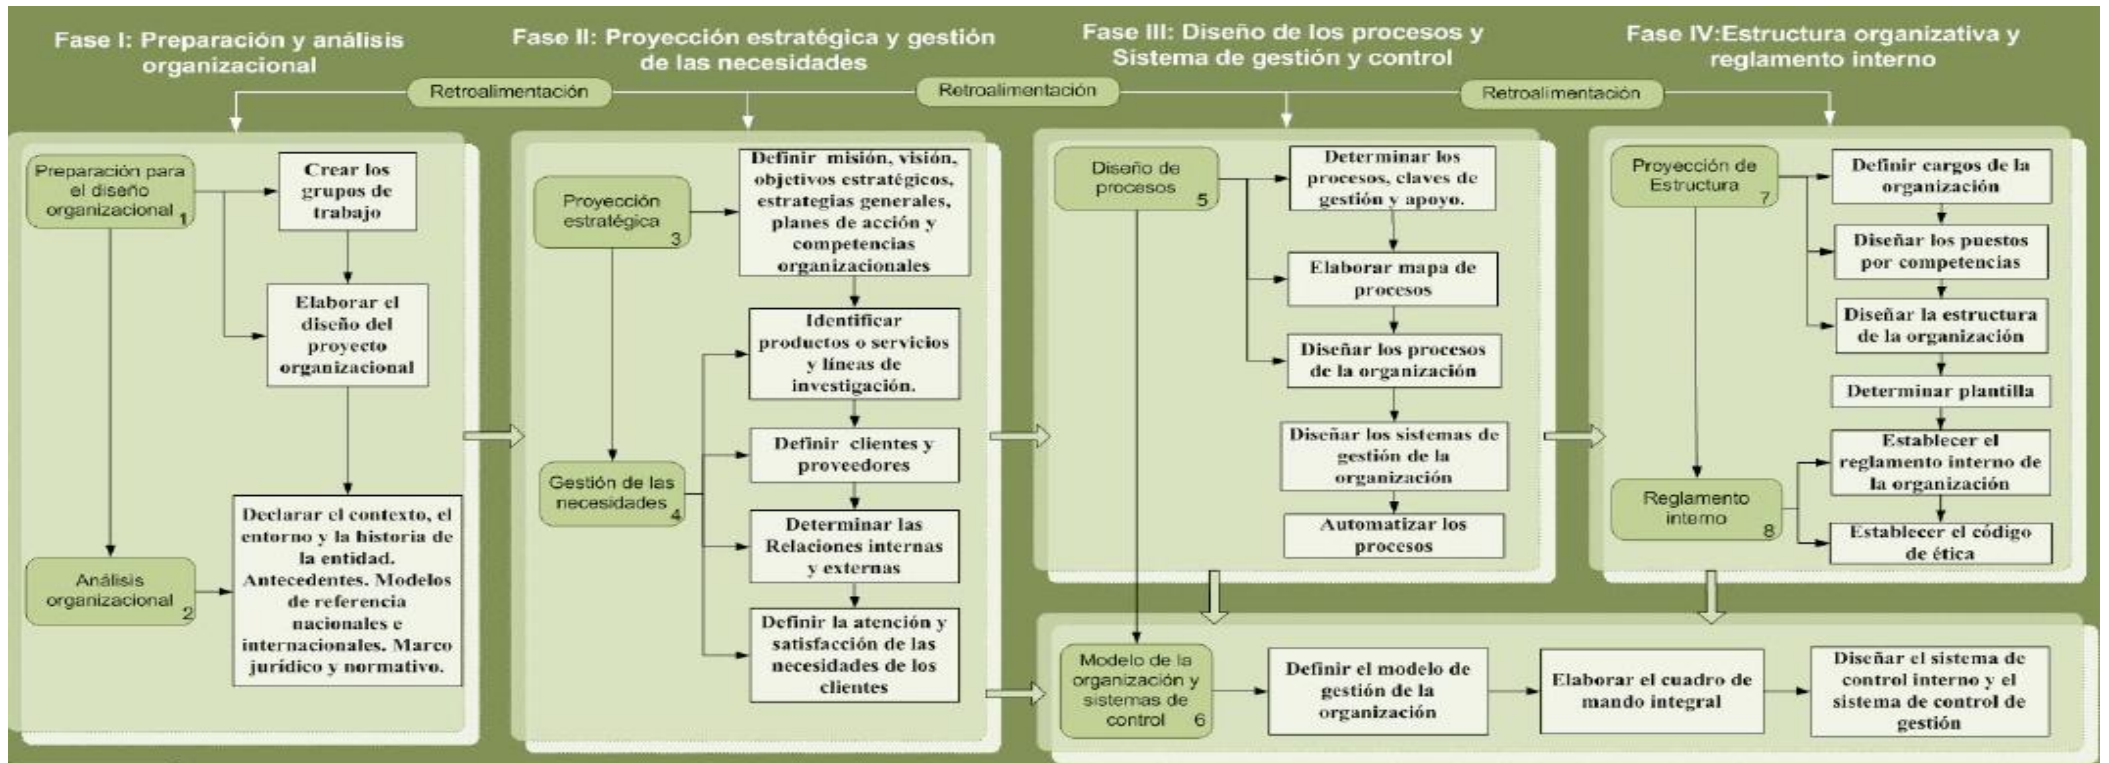 Fase I: Preparación y análisis
organizacional
Fase II: Proyección estratégica y gestión
de las necesidades
Fase III: Diseño de los procesos y
Sistema de gestión y control
Fase IV:Estructura organizativa y
reglamento interno
Retroalimentación
Retroalimentación
Retroalimentación
Preparación para
el diseño
organizacional 1
Crear los
grupos de
trabajo
Elaborar el
diseño del
proyecto
organizacional
Análisis
organizacional
2
Declarar el contexto, el
entorno y la historia de
la entidad.
Antecedentes. Modelos
de referencia
nacionales e
internacionales. Marco
jurídico y normativo.
Proyección
estratégica
3
Definir misión, visión,
objetivos estratégicos,
estrategias generales,
planes de acción y
competencias
organizacionales
Identificar
productos o servicios
y líneas de
investigación.
Gestión de las
necesidades
4
Definir clientes y
proveedores
Determinar las
Relaciones internas
y externas
Definir la atención y
satisfacción de las
necesidades de los
clientes
Diseño de
procesos
5
Determinar los
procesos, claves de
gestión y apoyo.
Elaborar mapa de
procesos
Diseñar los procesos
de la organización
Diseñar los sistemas de
gestión de la
organización
Automatizar los
procesos
Modelo de la
organización y
sistemas de
control 6
Definir el modelo de
gestión de la
organización
Elaborar el cuadro de
mando integral
Diseñar el sistema de
control interno y el
sistema de control de
gestión
Proyección de
Estructura
7
Definir cargos de la
organización
Diseñar los puestos
por competencias
Diseñar la estructura
de la organización
Determinar plantilla
Reglamento
interno
8
Establecer el
reglamento interno de
la organización
Establecer el código
de ética